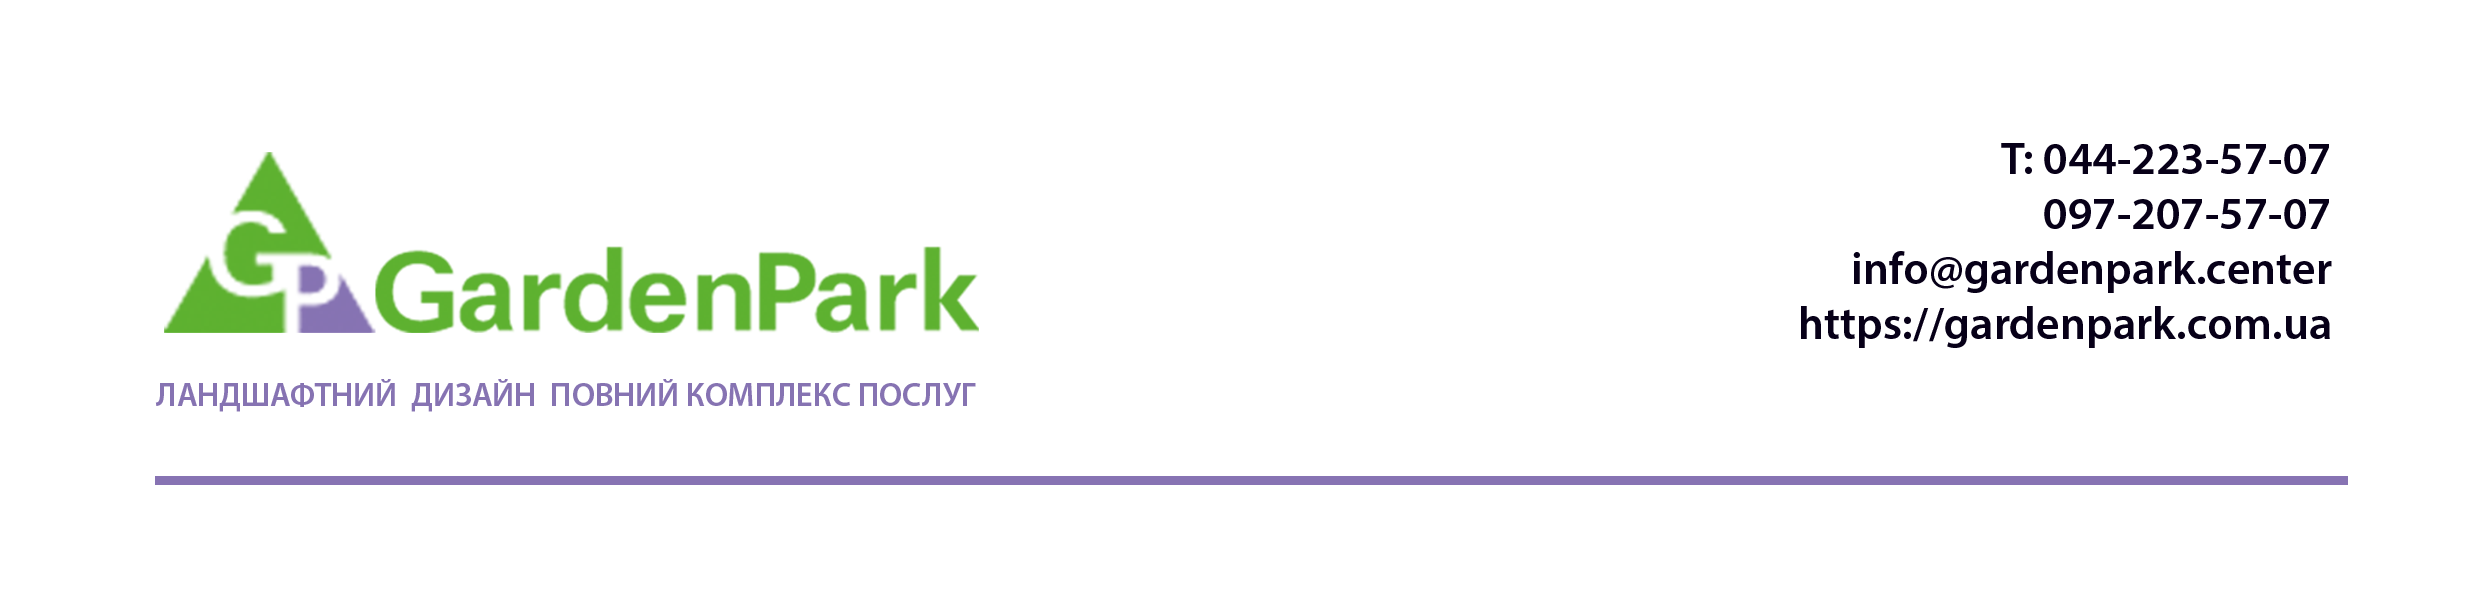 GP GardenPark
ЛАНДШАФТНИЙ ДИЗАЙН ПОВНИЙ КОМПЛЕКС ПОСЛУГ
Т: 044-223-57-07
097-207-57-07
info@gardenpark.center
https://gardenpark.com.ua